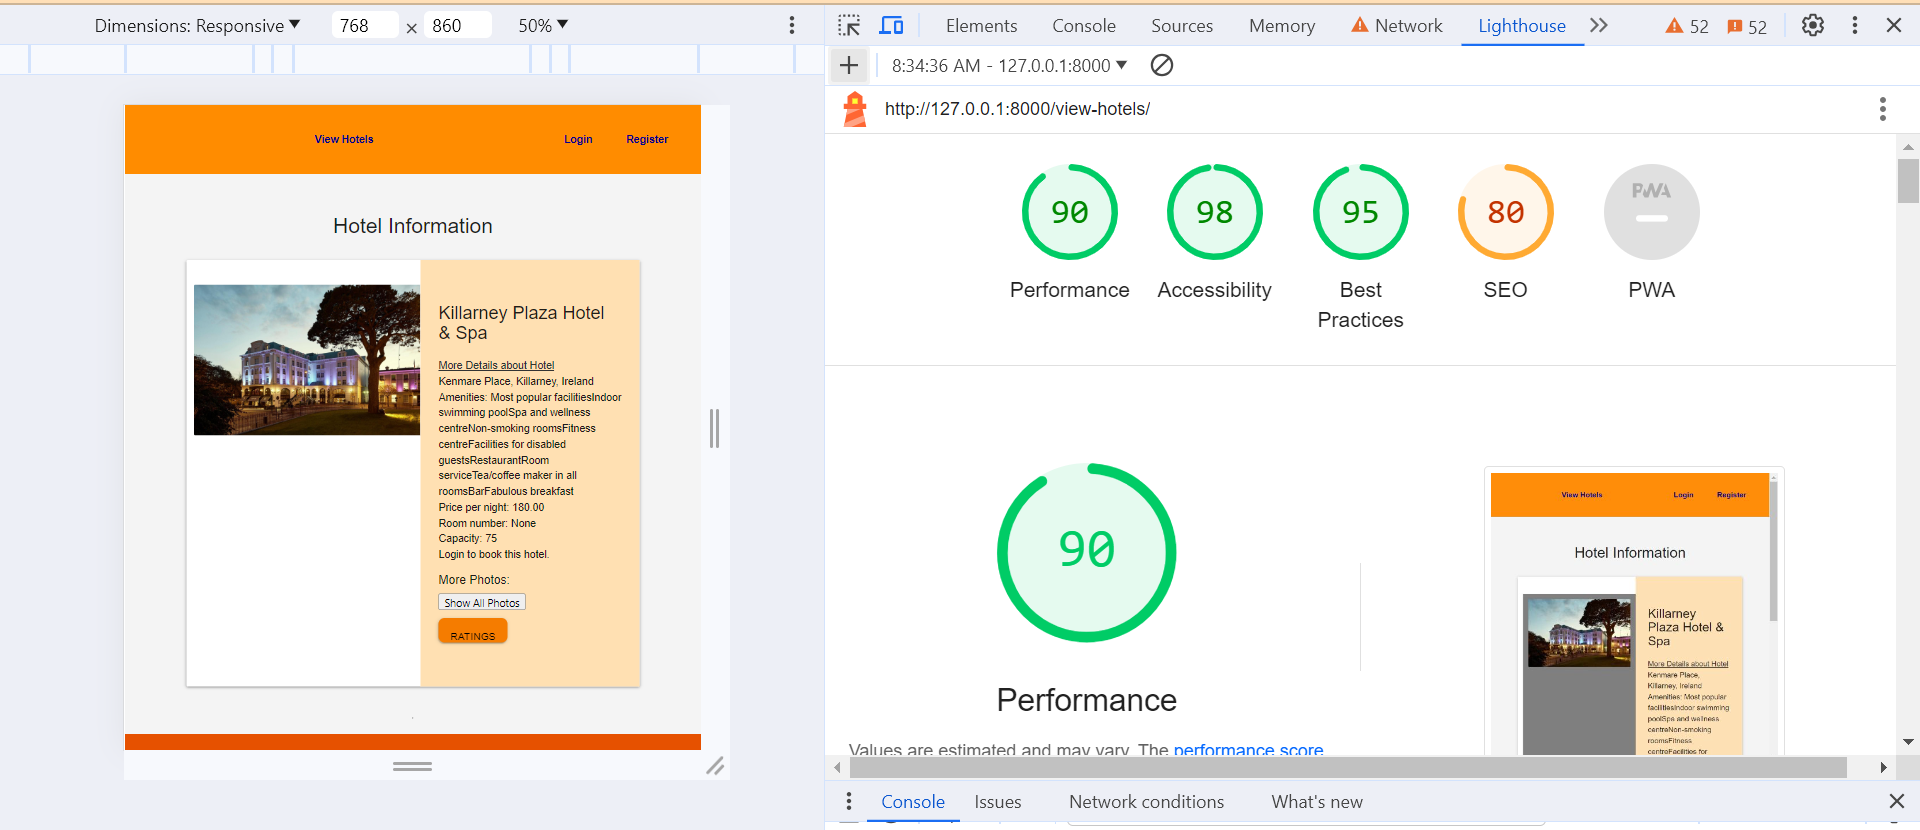 Dimensions: Responsive 768 × 860 50%
View Hotels Login Register
Hotel Information
Killarney Plaza Hotel
& Spa
More Details about Hotel
Kenmare Place, Killarney, Ireland
Amenities: Most popular facilitiesIndoor
swimming poolSpa and wellness
centreNon-smoking roomsFitness
centreFacilities for disabled
guestsRestaurantRoom
serviceTea/coffee maker in all
roomsBarFabulous breakfast
Price per night: 180.00
Room number: None
Capacity: 75
Login to book this hotel.
More Photos:
Show All Photos
RATINGS
Elements Console Sources Memory Network Lighthouse 52 52
8:34:36 AM - 127.0.0.1:8000
http://127.0.0.1:8000/view-hotels/
90 98 95 80 PWA
Performance Accessibility Best SEO PWA
Practices
90
Performance
Values are estimated and may vary. The performance score
View Hotels Login Register
Hotel Information
Killarney
Plaza Hotel &
Spa
More Details about Hotel
Kenmare Place,
Killarney, Ireland
Amenities: Most popular
facilitiesIndoor swimming
poolSpa and wellness
centreNon-smoking
roomsFitness
centreFacilities for
Console Issues Network conditions What's new